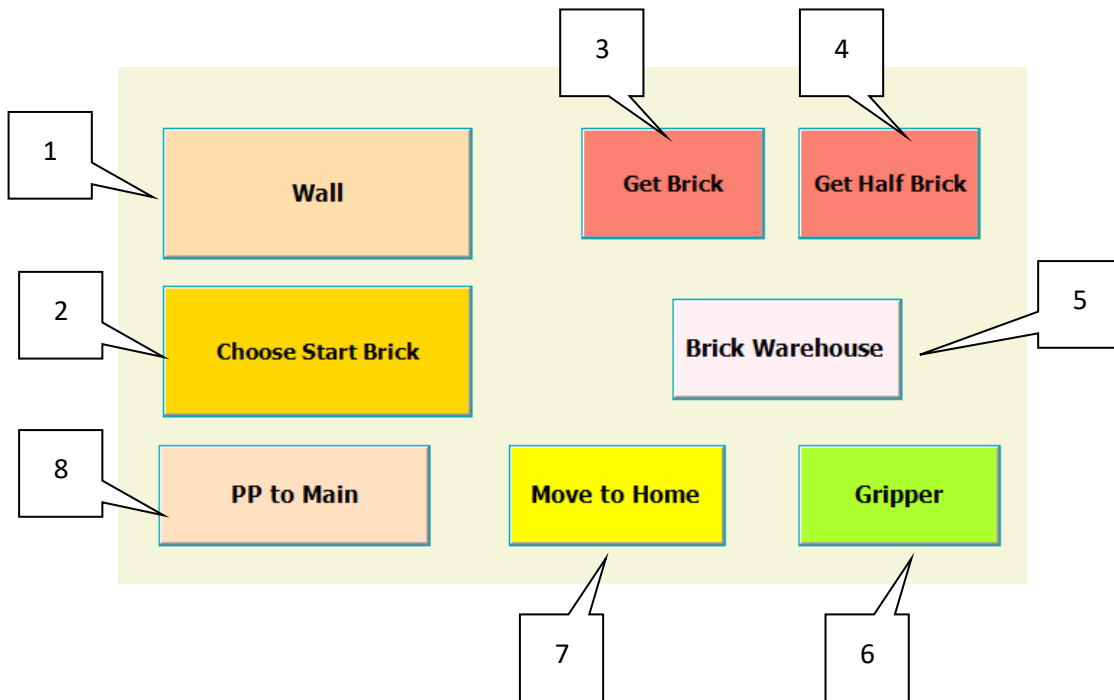 3
4
1
Wall
Get Brick
Get Half Brick
2
Choose Start Brick
Brick Warehouse
5
8
PP to Main
Move to Home
Gripper
7
6